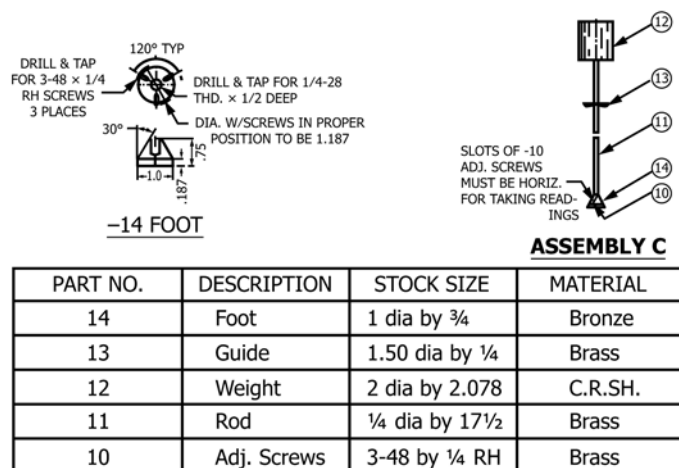 120° TYP
DRILL & TAP
FOR 3-48 × 1/4
RH SCREWS
3 PLACES
DRILL & TAP FOR 1/4-28
THD. × 1/2 DEEP
DIA. W/SCREWS IN PROPER
POSITION TO BE 1.187
30°
.75
1.0
.187
–14 FOOT
12
13
11
SLOTS OF -10
ADJ. SCREWS
MUST BE HORIZ.
FOR TAKING READ-
INGS
14
10
ASSEMBLY C
PART NO. DESCRIPTION STOCK SIZE MATERIAL
14 Foot 1 dia by ¾ Bronze
13 Guide 1.50 dia by ¼ Brass
12 Weight 2 dia by 2.078 C.R.SH.
11 Rod ¼ dia by 17½ Brass
10 Adj. Screws 3-48 by ¼ RH Brass